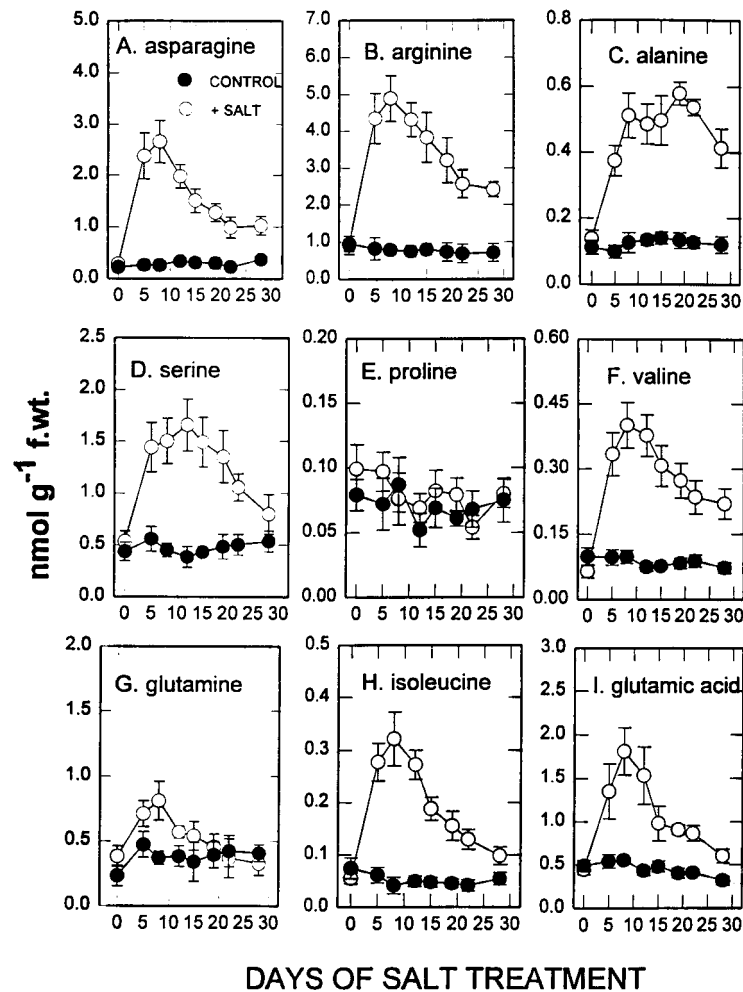 5.0
4.0
3.0
2.0
1.0
0.0
A. asparagine
CONTROL
+ SALT
0 5 10 15 20 25 30
7.0
6.0
5.0
4.0
3.0
2.0
1.0
0.0
B. arginine
0 5 10 15 20 25 30
0.8
0.6
0.4
0.2
0.0
C. alanine
0 5 10 15 20 25 30
nmol g⁻¹ f.wt.
2.5
2.0
1.5
1.0
0.5
0.0
D. serine
0 5 10 15 20 25 30
0.20
0.15
0.10
0.05
0.00
E. proline
0 5 10 15 20 25 30
0.60
0.45
0.30
0.15
0.00
F. valine
0 5 10 15 20 25 30
2.0
1.5
1.0
0.5
0.0
G. glutamine
0 5 10 15 20 25 30
0.5
0.4
0.3
0.2
0.1
0.0
H. isoleucine
0 5 10 15 20 25 30
3.0
2.5
2.0
1.5
1.0
0.5
0.0
I. glutamic acid
0 5 10 15 20 25 30
DAYS OF SALT TREATMENT